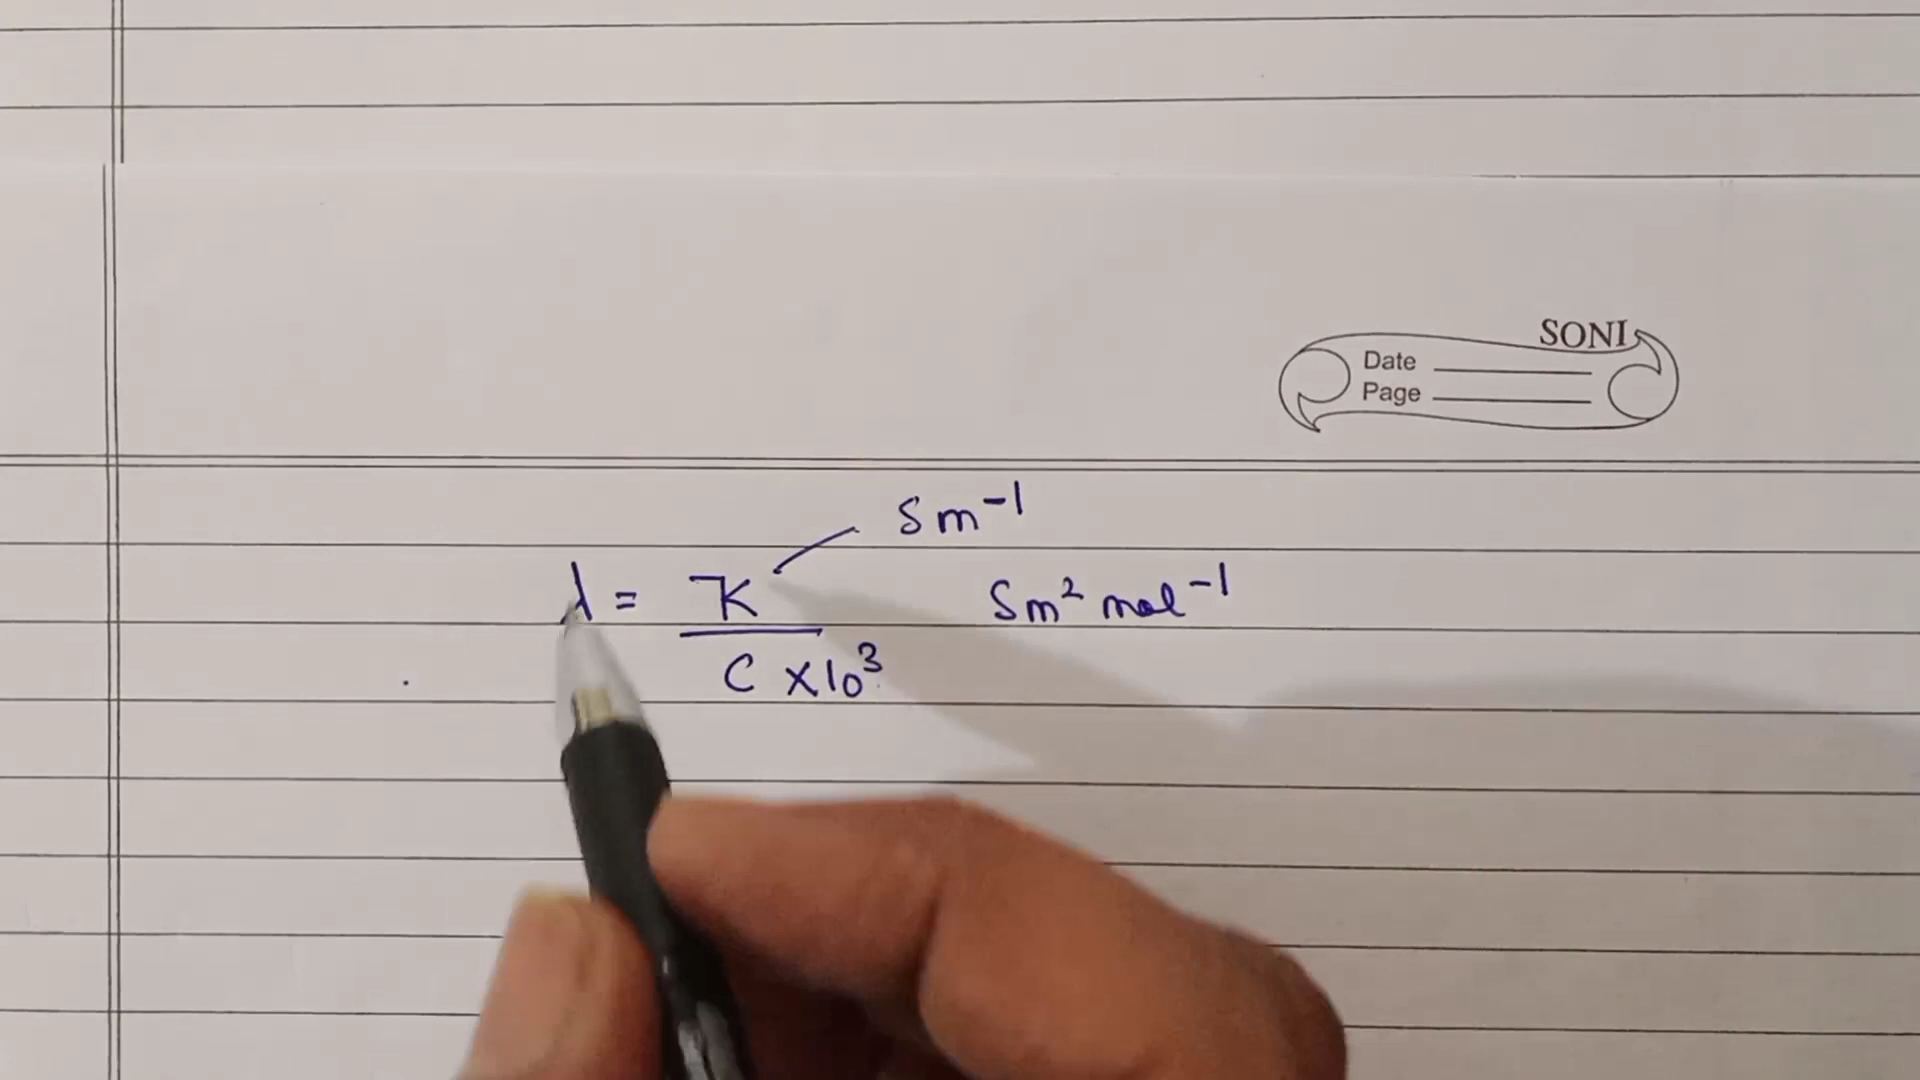 SONI
Date
Page
S m⁻¹
λ = K S m² mol⁻¹
C × 10³